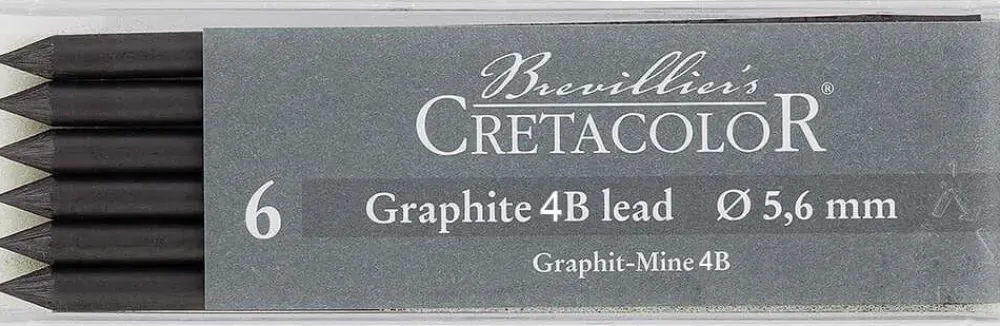 Brevillier's
CRETACOLOR®
6
Graphite 4B lead Ø 5,6 mm
Graphit-Mine 4B